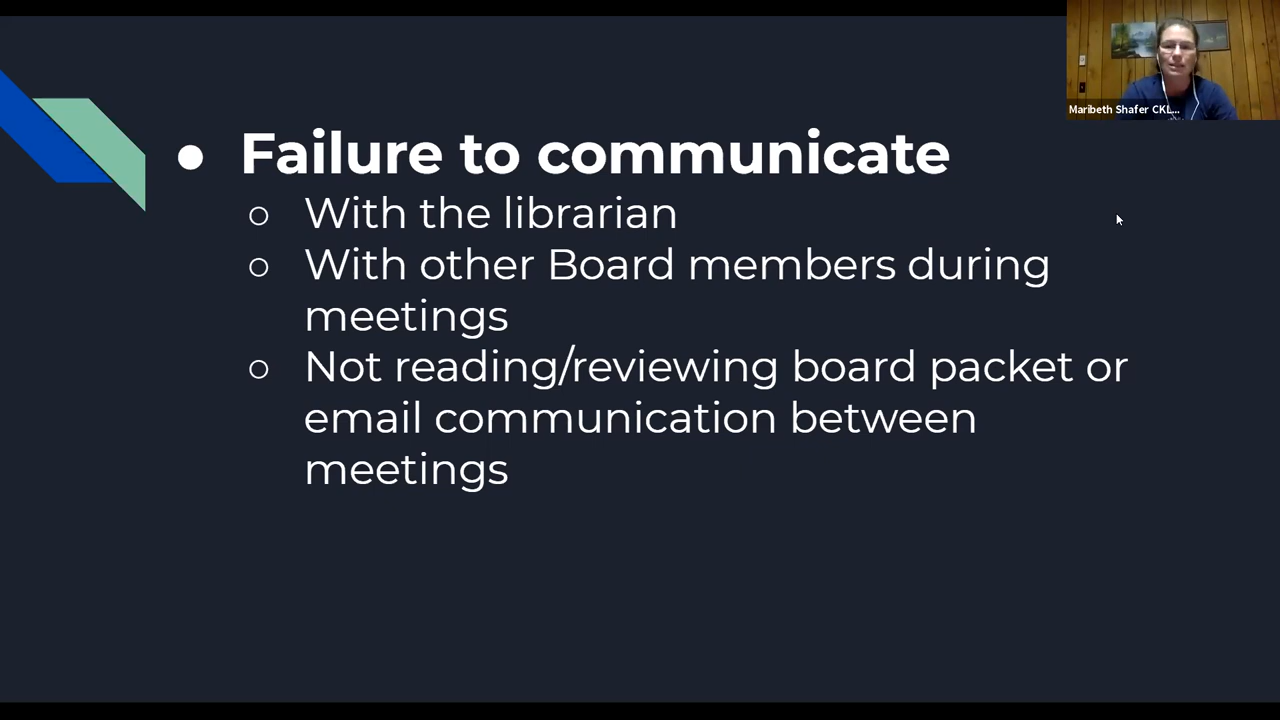 Maribeth Shafer CKL...
● Failure to communicate
○ With the librarian
○ With other Board members during
meetings
○ Not reading/reviewing board packet or
email communication between
meetings